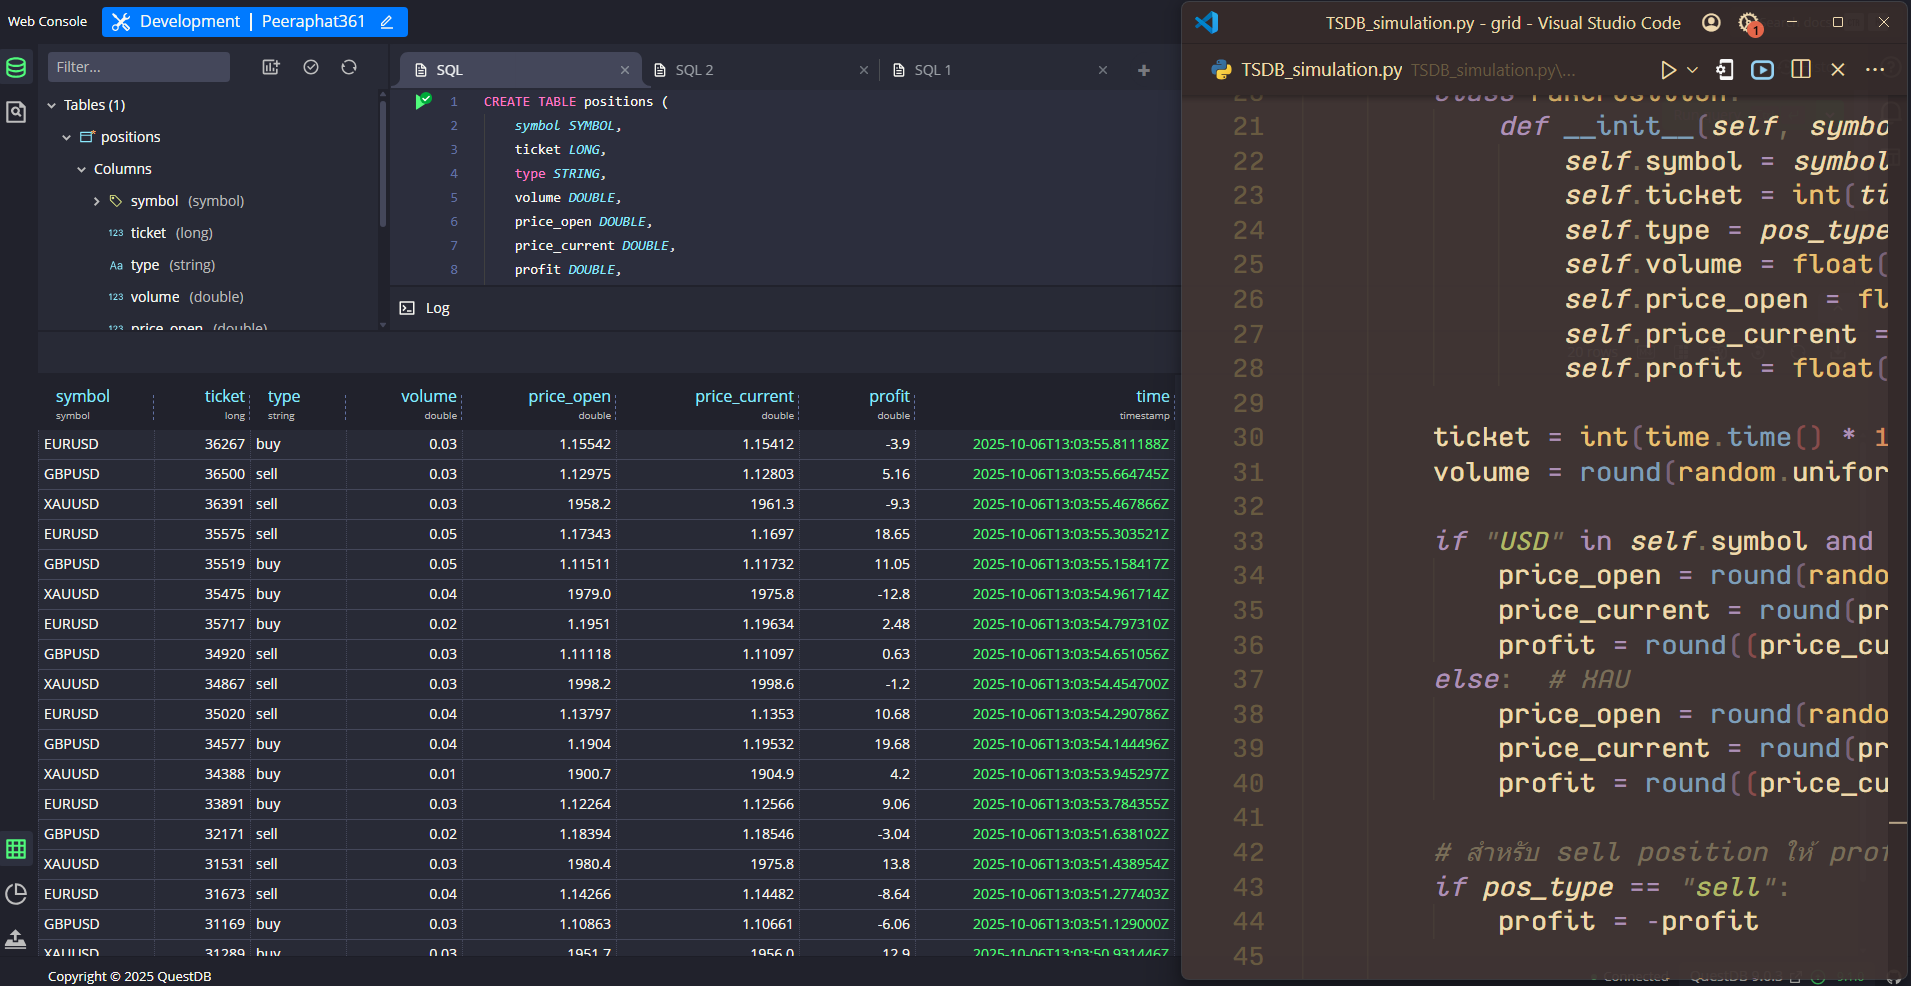 Web Console
Development | Peeraphat361
Filter...
Tables (1)
positions
Columns
symbol (symbol)
123 ticket (long)
Aa type (string)
123 volume (double)
123 price_open (double)
SQL
SQL 2
SQL 1
1 CREATE TABLE positions (
2 symbol SYMBOL,
3 ticket LONG,
4 type STRING,
5 volume DOUBLE,
6 price_open DOUBLE,
7 price_current DOUBLE,
8 profit DOUBLE,
Log
symbol ticket type volume price_open price_current profit time
symbol long string double double double double timestamp
EURUSD 36267 buy 0.03 1.15542 1.15412 -3.9 2025-10-06T13:03:55.811188Z
GBPUSD 36500 sell 0.03 1.12975 1.12803 5.16 2025-10-06T13:03:55.664745Z
XAUUSD 36391 sell 0.03 1958.2 1961.3 -9.3 2025-10-06T13:03:55.467866Z
EURUSD 35575 sell 0.05 1.17343 1.1697 18.65 2025-10-06T13:03:55.303521Z
GBPUSD 35519 buy 0.05 1.11511 1.11732 11.05 2025-10-06T13:03:55.158417Z
XAUUSD 35475 buy 0.04 1979.0 1975.8 -12.8 2025-10-06T13:03:54.961714Z
EURUSD 35717 buy 0.02 1.1951 1.19634 2.48 2025-10-06T13:03:54.797310Z
GBPUSD 34920 sell 0.03 1.11118 1.11097 0.63 2025-10-06T13:03:54.651056Z
XAUUSD 34867 sell 0.03 1998.2 1998.6 -1.2 2025-10-06T13:03:54.454700Z
EURUSD 35020 sell 0.04 1.13797 1.1353 10.68 2025-10-06T13:03:54.290786Z
GBPUSD 34577 buy 0.04 1.1904 1.19532 19.68 2025-10-06T13:03:54.144496Z
XAUUSD 34388 buy 0.01 1900.7 1904.9 4.2 2025-10-06T13:03:53.945297Z
EURUSD 33891 buy 0.03 1.12264 1.12566 9.06 2025-10-06T13:03:53.784355Z
GBPUSD 32171 sell 0.02 1.18394 1.18546 -3.04 2025-10-06T13:03:51.638102Z
XAUUSD 31531 sell 0.03 1980.4 1975.8 13.8 2025-10-06T13:03:51.438954Z
EURUSD 31673 sell 0.04 1.14266 1.14482 -8.64 2025-10-06T13:03:51.277403Z
GBPUSD 31169 buy 0.03 1.10863 1.10661 -6.06 2025-10-06T13:03:51.129000Z
XAUUSD 31289 buy 0.03 1951.7 1956.0 12.9 2025-10-06T13:03:50.931446Z
Copyright © 2025 QuestDB
TSDB_simulation.py - grid - Visual Studio Code
1
TSDB_simulation.py TSDB_simulation.py\...
20 class FakePosition:
21 def __init__(self, symbo
22 self.symbol = symbol
23 self.ticket = int(ti
24 self.type = pos_type
25 self.volume = float(
26 self.price_open = fl
27 self.price_current =
28 self.profit = float(
29
30 ticket = int(time.time() * 1
31 volume = round(random.unifor
32
33 if "USD" in self.symbol and
34 price_open = round(rando
35 price_current = round(pr
36 profit = round((price_cu
37 else: # XAU
38 price_open = round(rando
39 price_current = round(pr
40 profit = round((price_cu
41
42 # สำหรับ sell position ให้ prof
43 if pos_type == "sell":
44 profit = -profit
45
Connected QuestDB 9.0.3